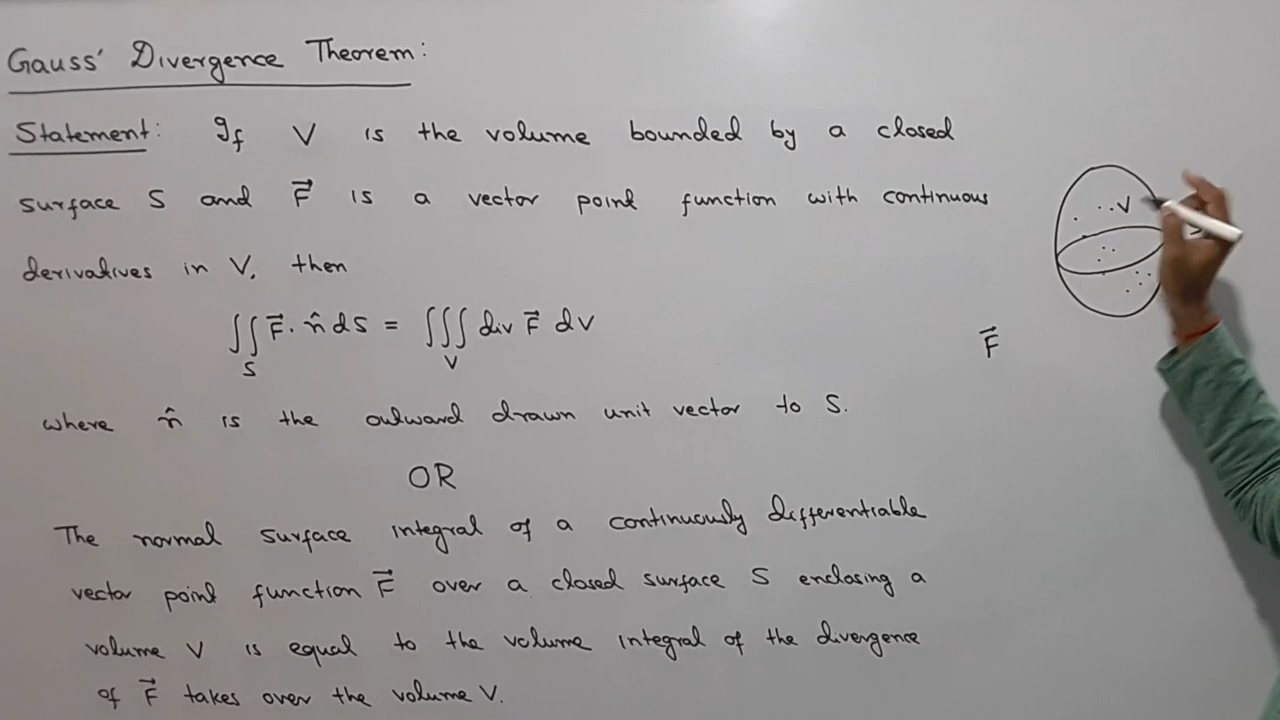 Gauss' Divergence Theorem:
Statement: If V is the volume bounded by a closed
surface S and F⃗ is a vector point function with continuous
derivatives in V, then
∬_S F⃗ · n̂ ds = ∭_V div F⃗ dV
where n̂ is the outward drawn unit vector to S.
OR
The normal surface integral of a continuously differentiable
vector point function F⃗ over a closed surface S enclosing a
volume V is equal to the volume integral of the divergence
of F⃗ takes over the volume V.
V
F⃗